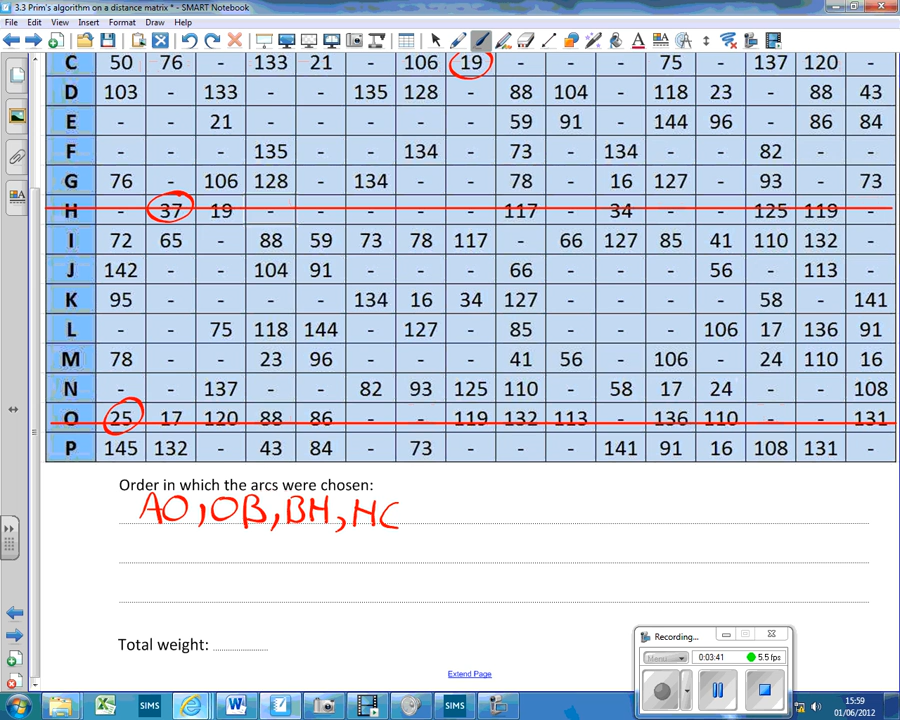 3.3 Prim's algorithm on a distance matrix * - SMART Notebook
File Edit View Insert Format Draw Help
C 50 76 - 133 21 - 106 19 - - - 75 - 137 120 -
D 103 - 133 - 135 128 - 88 104 - 118 23 - 88 43
E - - 21 - - 59 91 - 144 96 - 86 84
F - - - 135 - 134 - 73 - 134 - - 82 - -
G 76 - 106 128 - 134 - 78 - 16 127 - 93 - 73
H - 37 19 - - - - - 117 - 34 - - 125 119 -
I 72 65 - 88 59 73 78 117 - 66 127 85 41 110 132 -
J 142 - - 104 91 - - - 66 - - - 56 - 113 -
K 95 - - - - 134 16 34 127 - - - - 58 - 141
L - - 75 118 144 - 127 - 85 - - - 106 17 136 91
M 78 - - 23 96 - - - 41 56 - 106 - 24 110 16
N - - 137 - - 82 93 125 110 - 58 17 24 - - 108
O 25 17 120 88 86 - - 119 132 113 - 136 110 - - 131
P 145 132 - 43 84 - 73 - - - 141 91 16 108 131 -
Order in which the arcs were chosen:
AO, OB, BH, HC
Total weight:
Extend Page
Recording...
Menu
0:03:41 5.5 fps
SIMS SIMS
15:59
01/06/2012